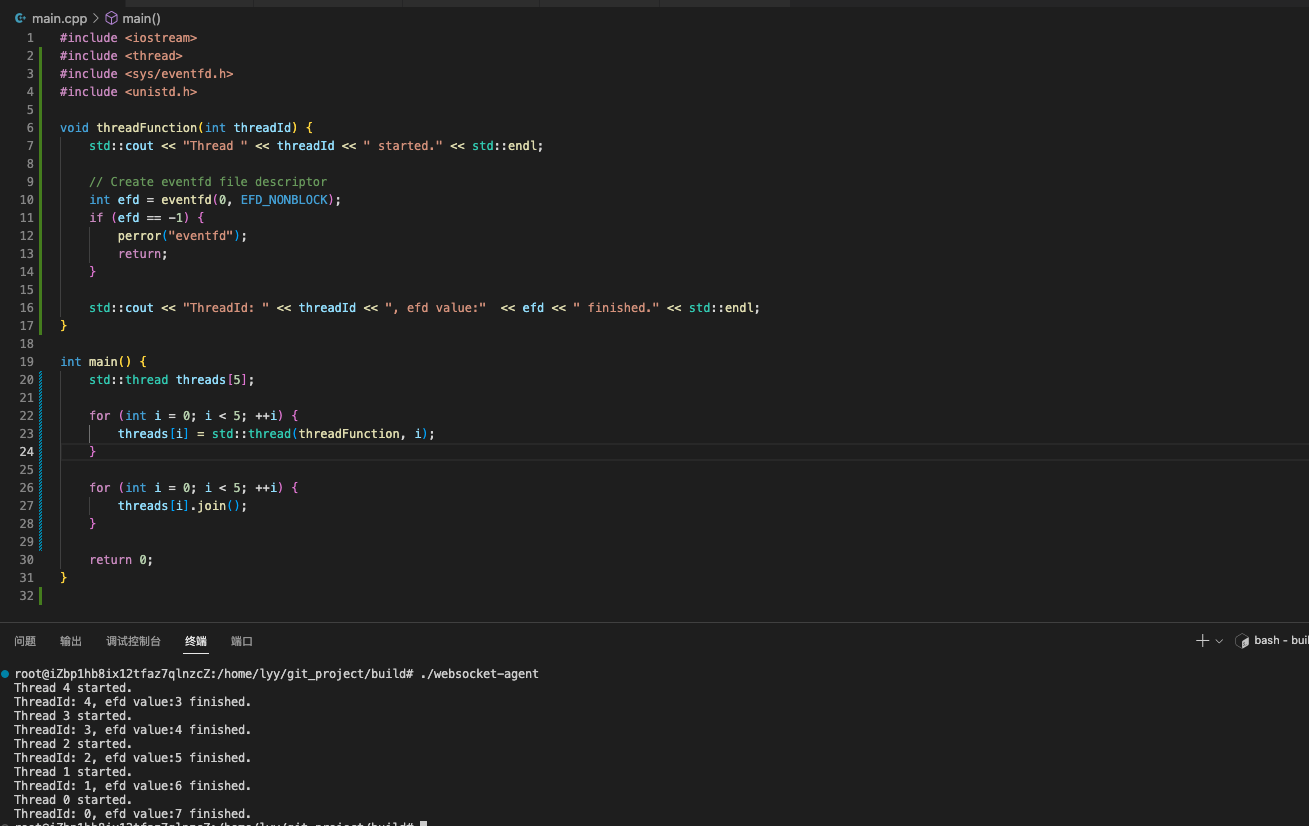 main.cpp > main()
1 #include <iostream>
2 #include <thread>
3 #include <sys/eventfd.h>
4 #include <unistd.h>
5
6 void threadFunction(int threadId) {
7     std::cout << "Thread " << threadId << " started." << std::endl;
8
9     // Create eventfd file descriptor
10     int efd = eventfd(0, EFD_NONBLOCK);
11     if (efd == -1) {
12         perror("eventfd");
13         return;
14     }
15
16     std::cout << "ThreadId: " << threadId << ", efd value:"  << efd << " finished." << std::endl;
17 }
18
19 int main() {
20     std::thread threads[5];
21
22     for (int i = 0; i < 5; ++i) {
23         threads[i] = std::thread(threadFunction, i);
24     }
25
26     for (int i = 0; i < 5; ++i) {
27         threads[i].join();
28     }
29
30     return 0;
31 }
32
问题 输出 调试控制台 终端 端口 bash - buil
root@iZbp1hb8ix12tfaz7qlnzcZ:/home/lyy/git_project/build# ./websocket-agent
Thread 4 started.
ThreadId: 4, efd value:3 finished.
Thread 3 started.
ThreadId: 3, efd value:4 finished.
Thread 2 started.
ThreadId: 2, efd value:5 finished.
Thread 1 started.
ThreadId: 1, efd value:6 finished.
Thread 0 started.
ThreadId: 0, efd value:7 finished.
root@iZbp1hb8ix12tfaz7qlnzcZ:/home/lyy/git_project/build#